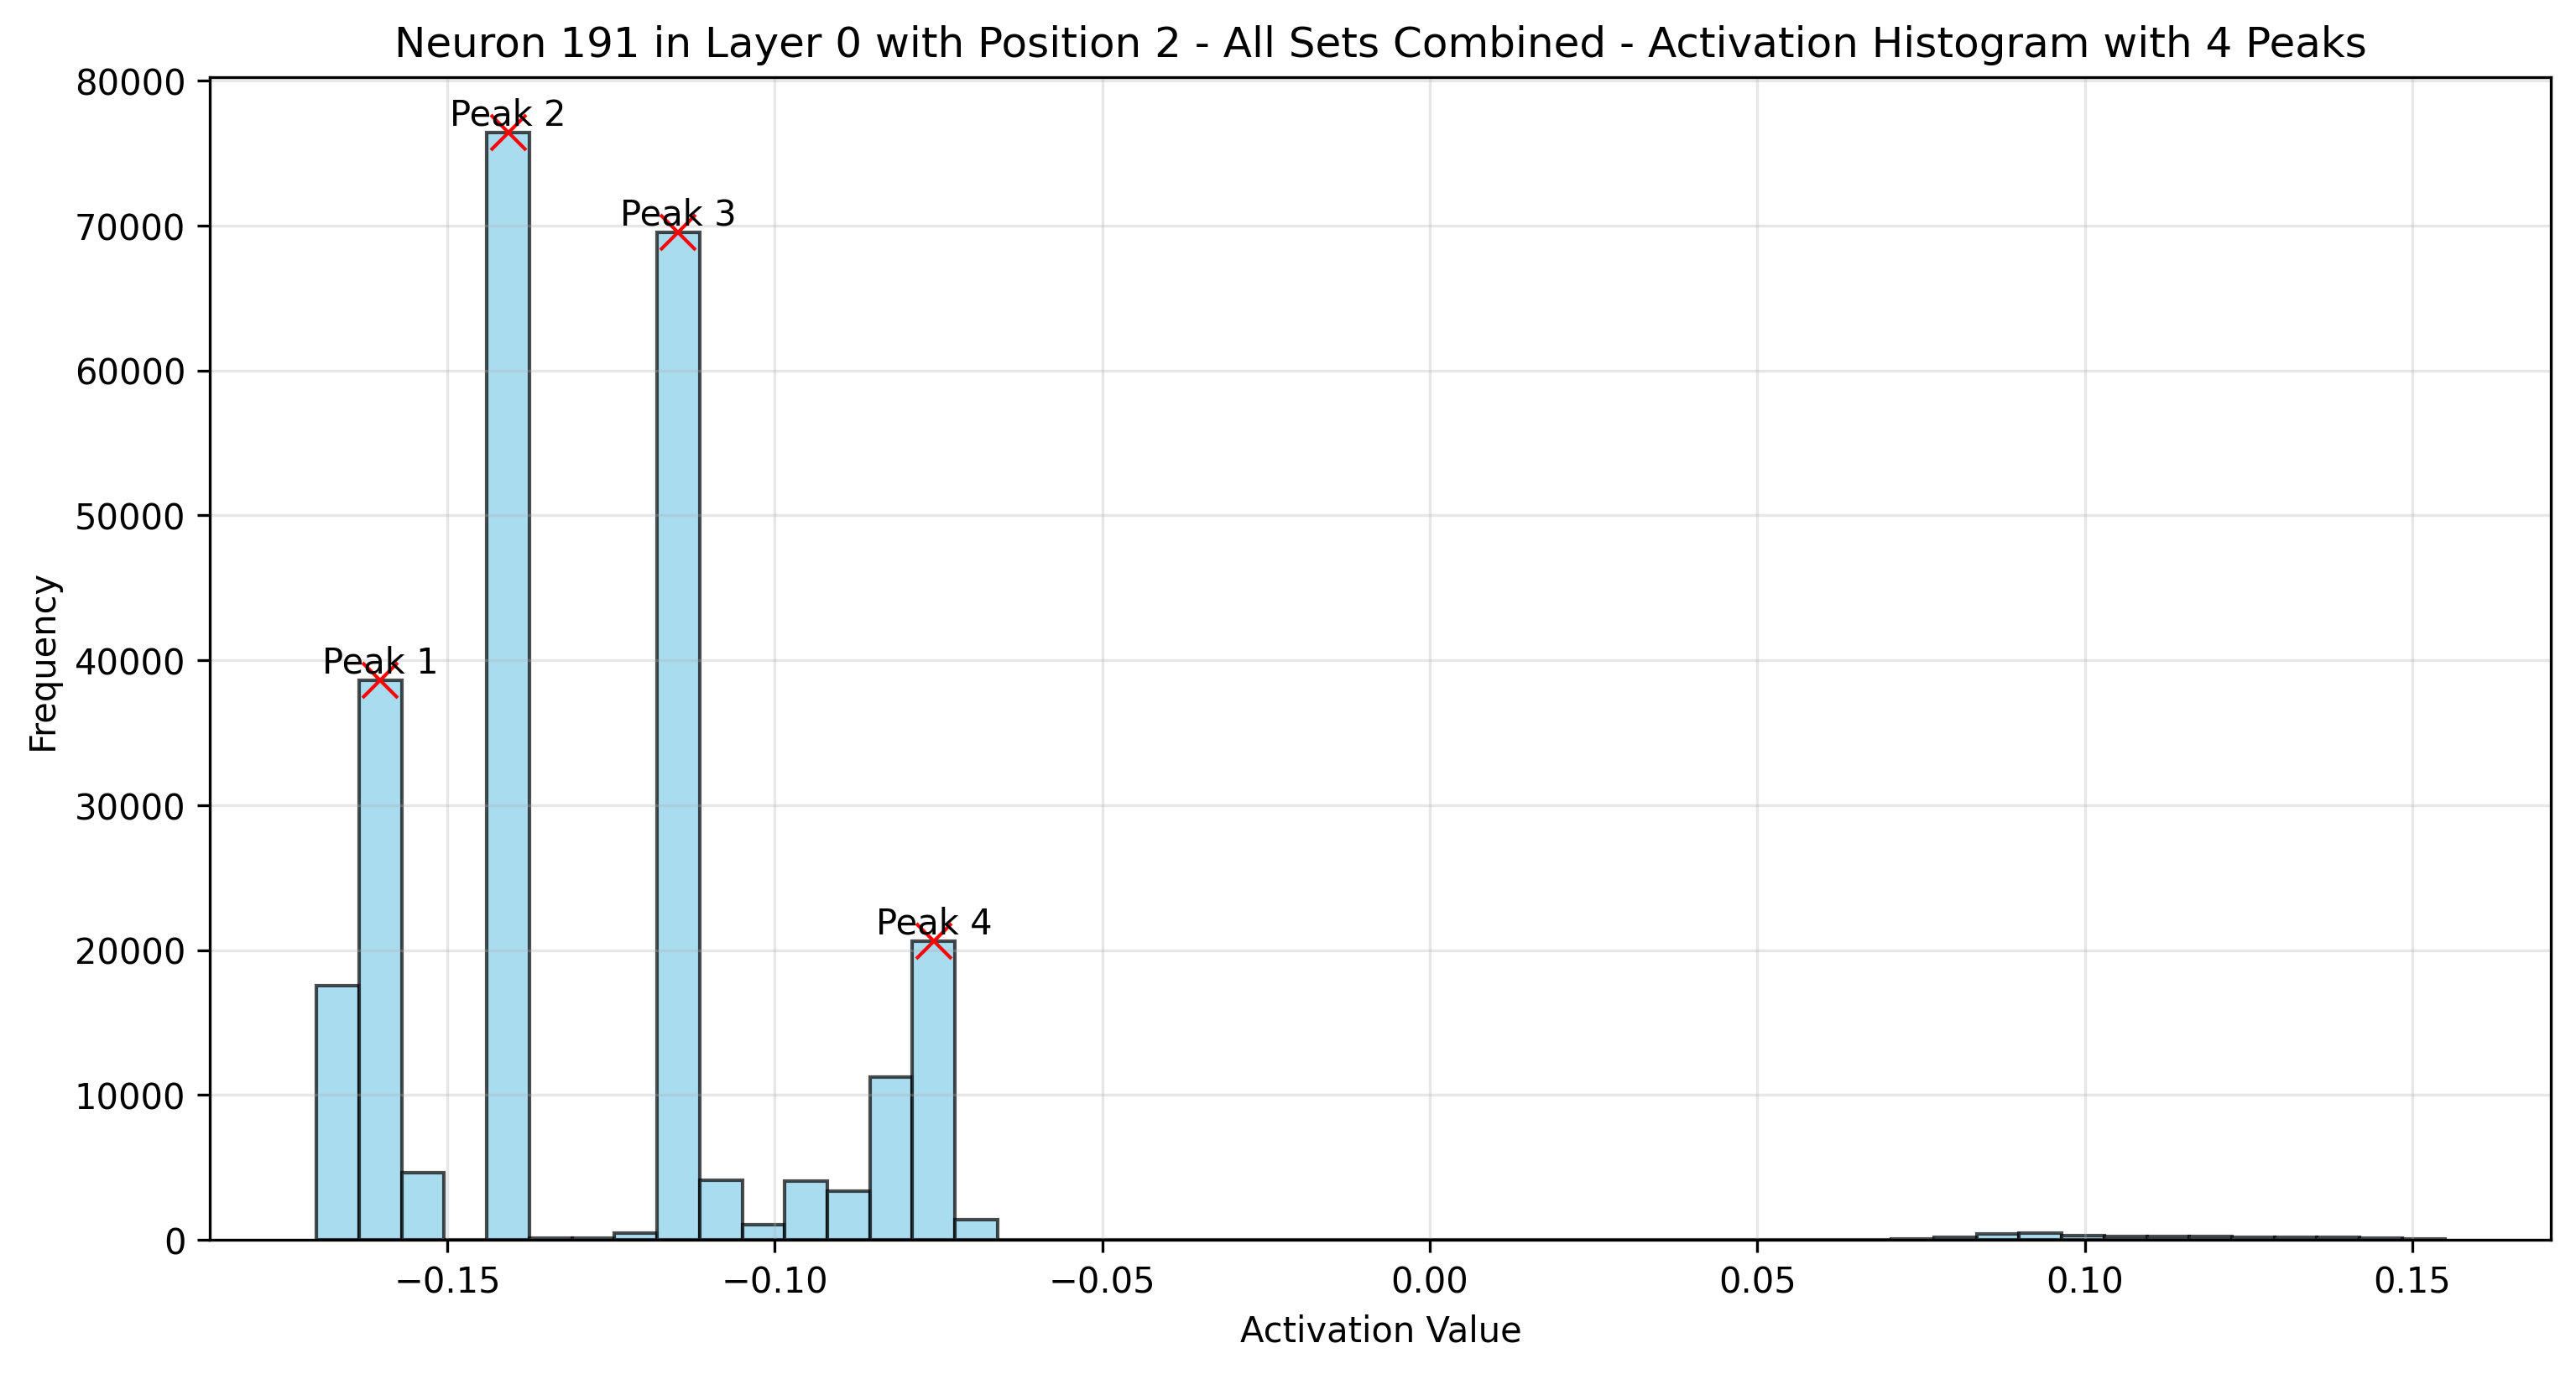 Neuron 191 in Layer 0 with Position 2 - All Sets Combined - Activation Histogram with 4 Peaks
80000
70000
60000
50000
40000
30000
20000
10000
0
Frequency
Peak 1
Peak 2
Peak 3
Peak 4
−0.15
−0.10
−0.05
0.00
0.05
0.10
0.15
Activation Value